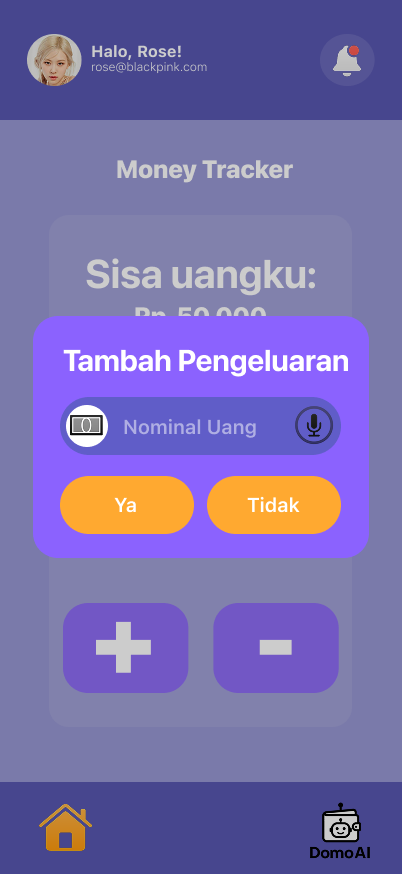 Halo, Rose!
rose@blackpink.com
Money Tracker
Sisa uangku:
Rp. 50.000
Tambah Pengeluaran
Nominal Uang
Ya
Tidak
+
-
DomoAI